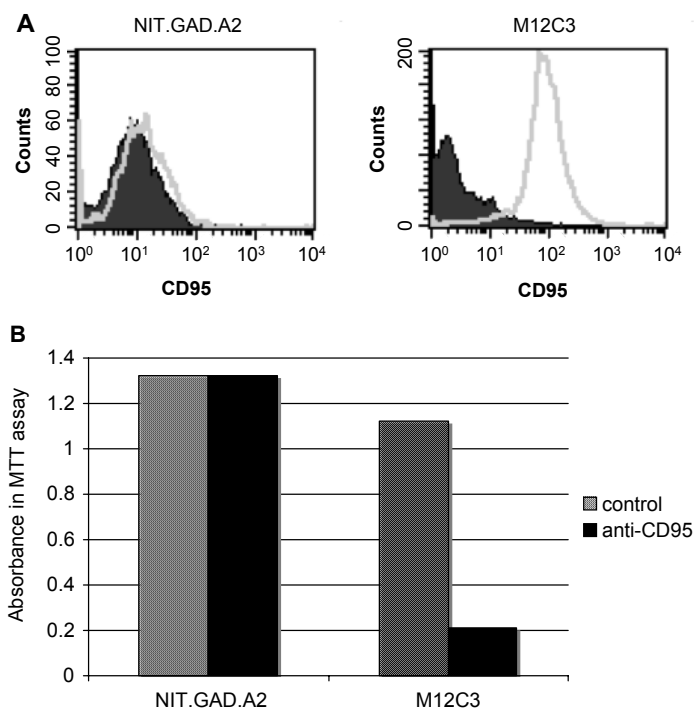 A
NIT.GAD.A2
M12C3
100
80
60
40
20
0
Counts
10⁰ 10¹ 10² 10³ 10⁴
CD95
200
0
Counts
10⁰ 10¹ 10² 10³ 10⁴
CD95
B
1.4
1.2
1
0.8
0.6
0.4
0.2
0
Absorbance in MTT assay
NIT.GAD.A2
M12C3
control
anti-CD95